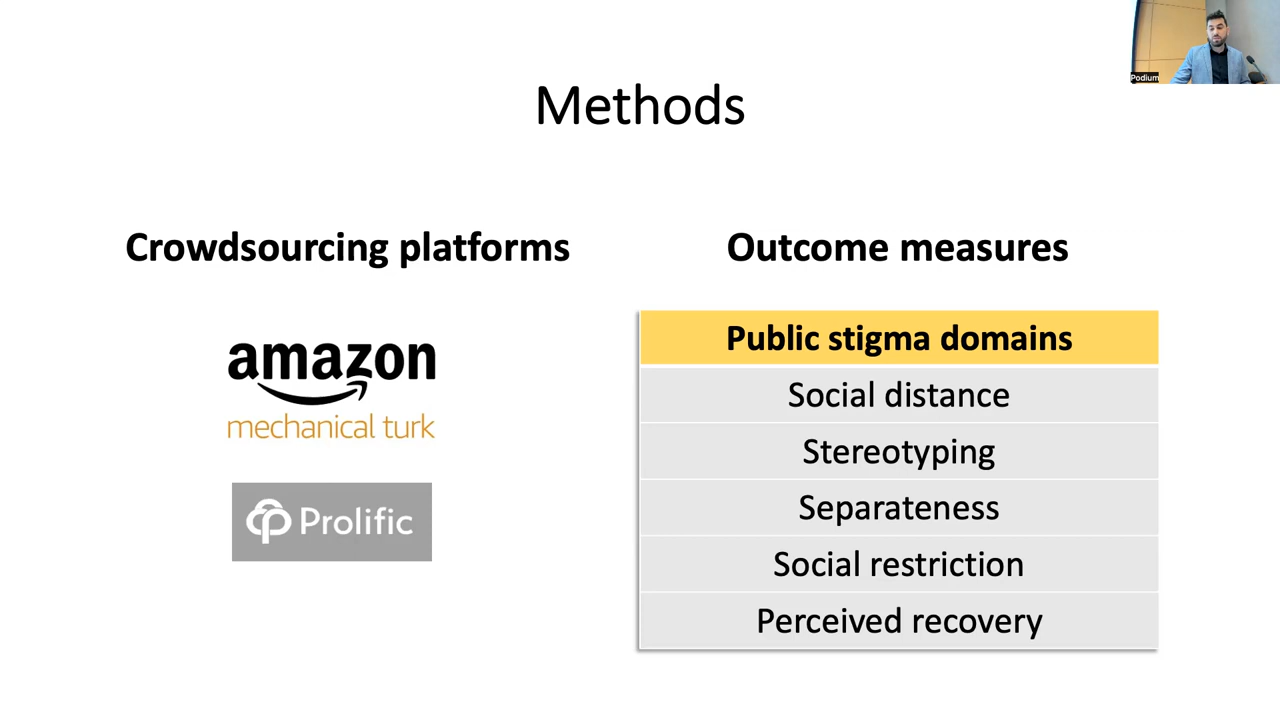 Podium
Methods
Crowdsourcing platforms
amazon
mechanical turk
Prolific
Outcome measures
Public stigma domains
Social distance
Stereotyping
Separateness
Social restriction
Perceived recovery